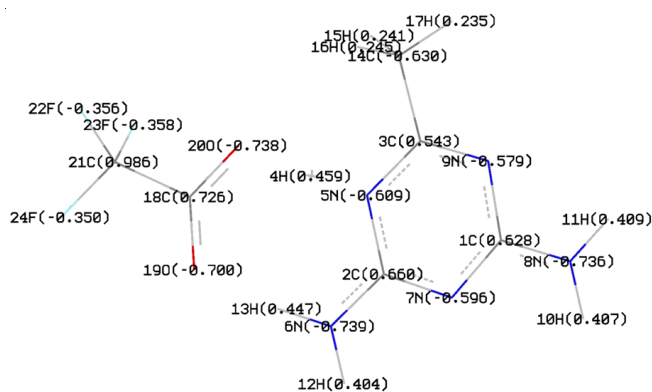 17H(0.235)
15H(0.241)
16H(0.245)
14C(-0.630)
22F(-0.356)
23F(-0.358)
20O(-0.738)
3C(0.543)
21C(0.986)
9N(-0.579)
4H(0.459)
18C(0.726)
5N(-0.609)
24F(-0.350)
11H(0.409)
1C(0.628)
8N(-0.736)
19O(-0.700)
2C(0.660)
7N(-0.596)
13H(0.447)
6N(-0.739)
10H(0.407)
12H(0.404)